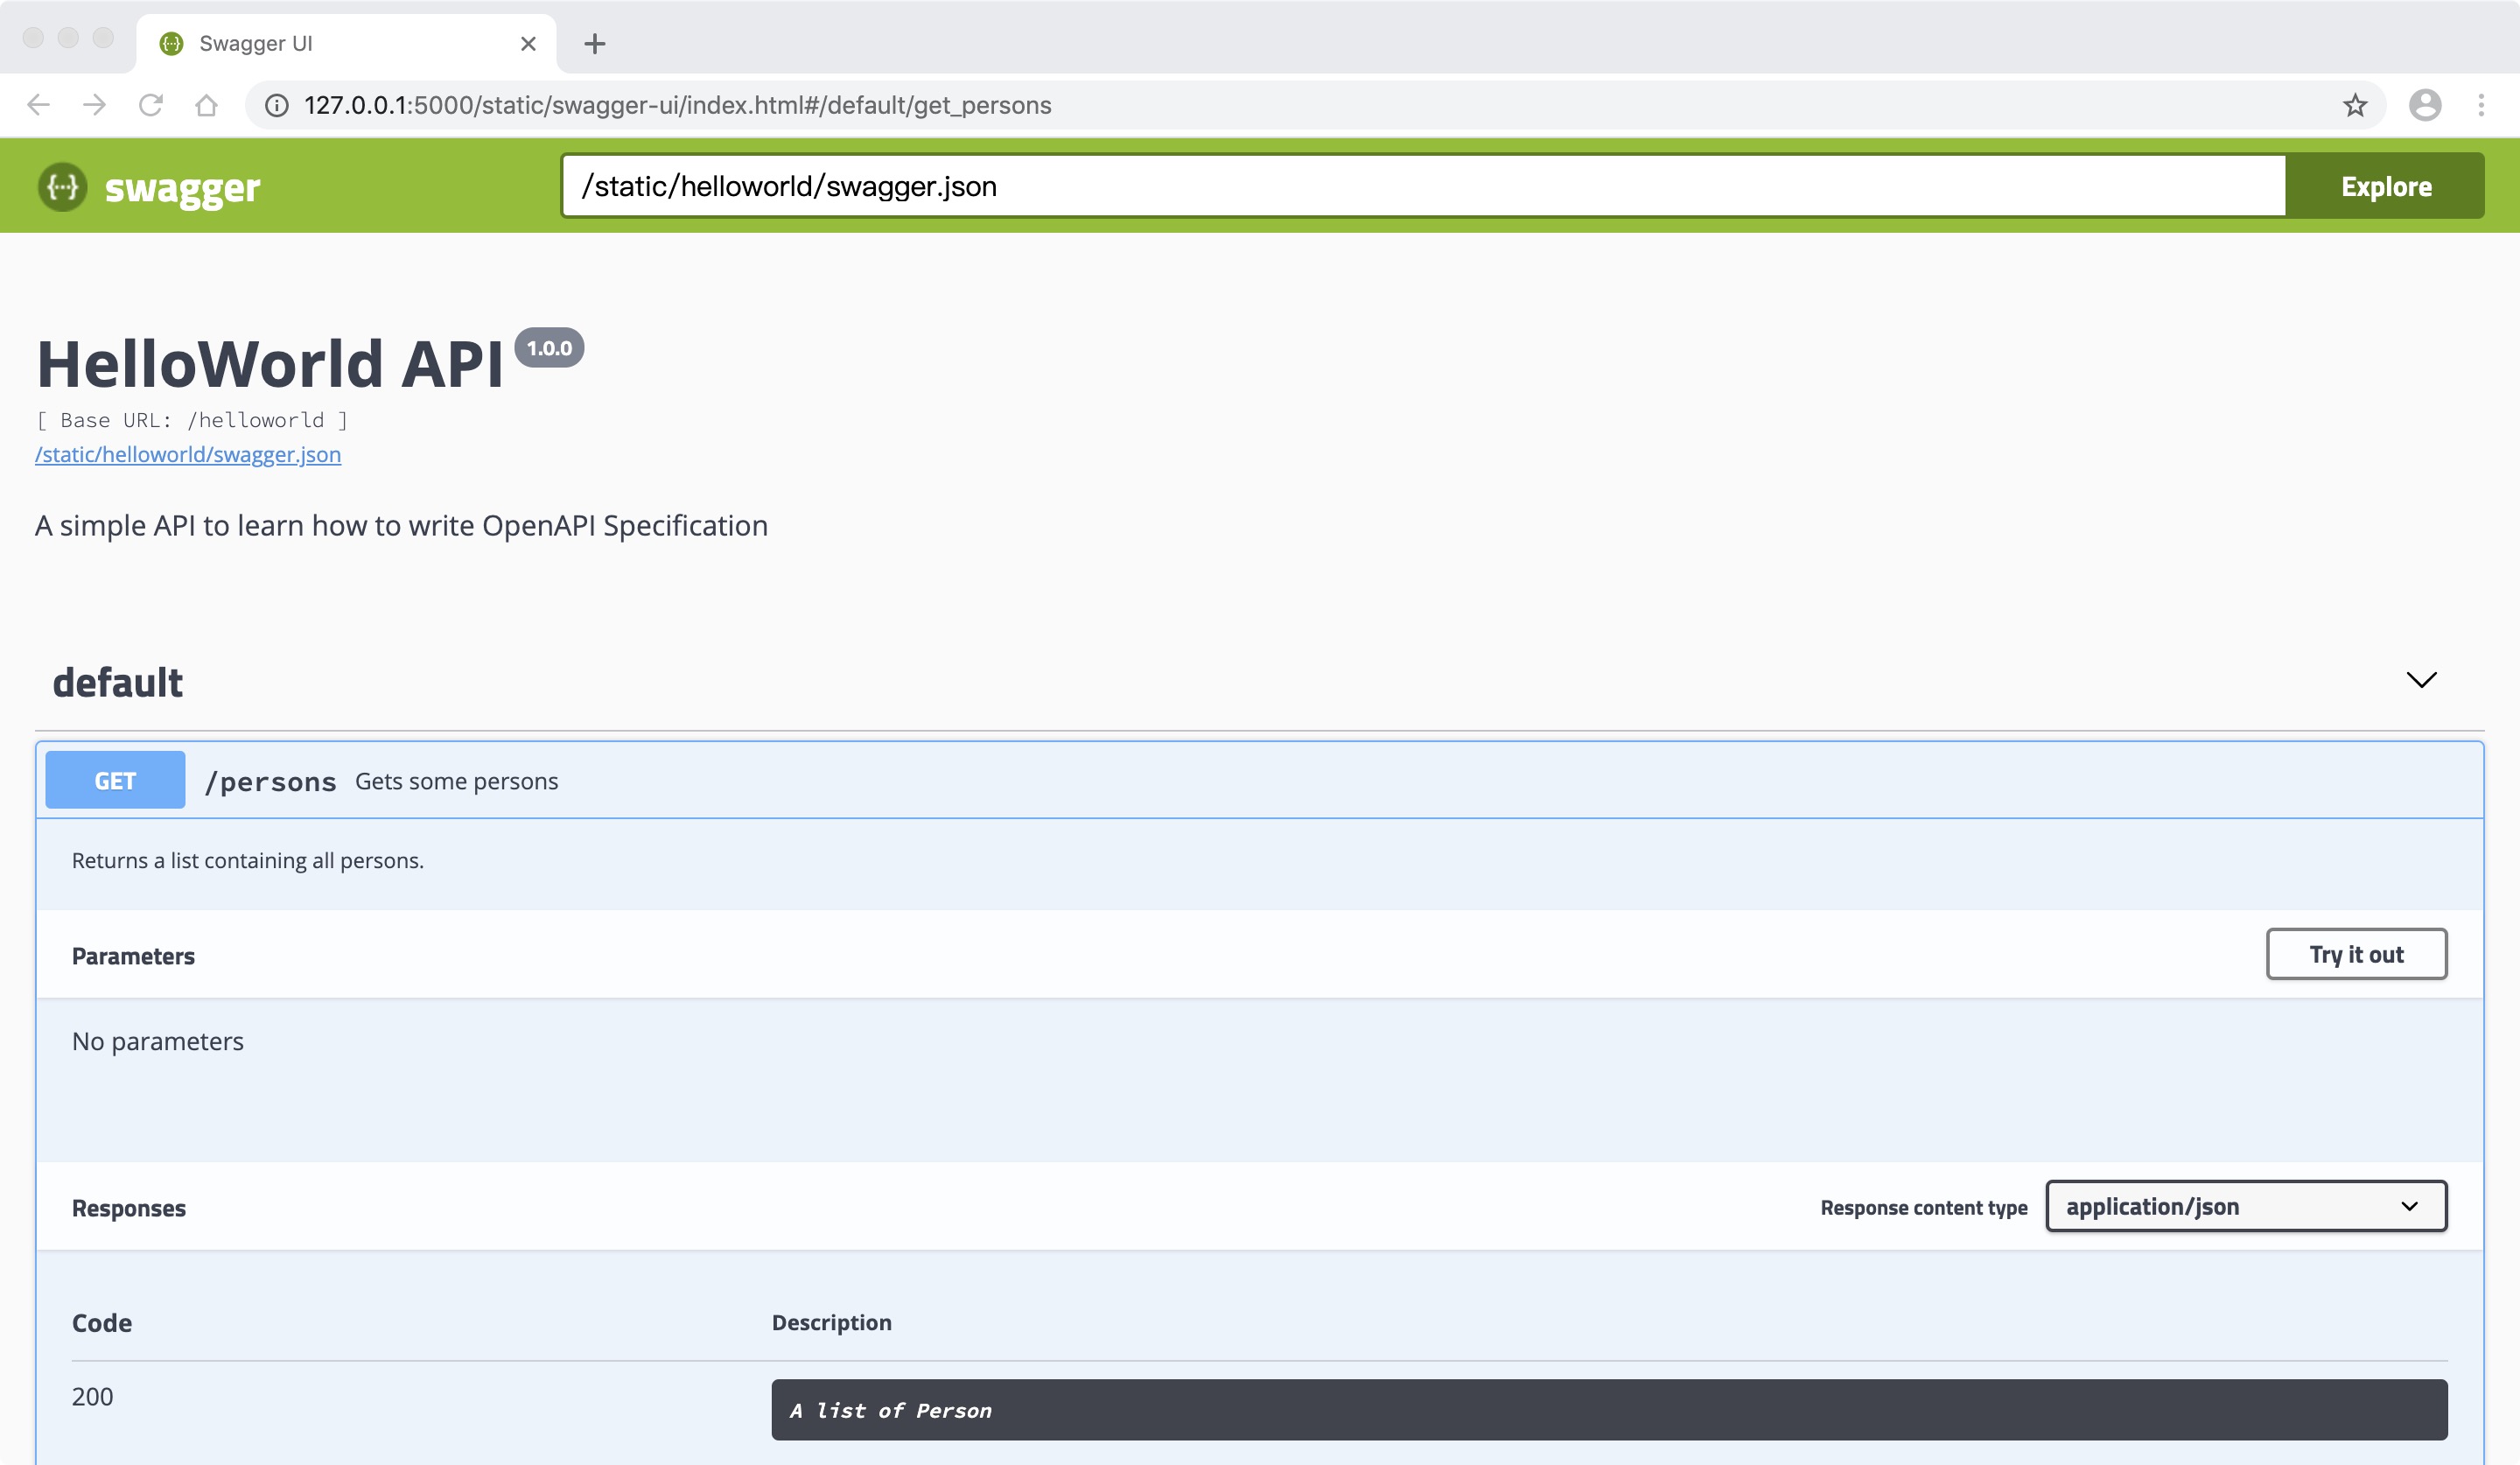 Swagger UI
127.0.0.1:5000/static/swagger-ui/index.html#/default/get_persons
swagger
/static/helloworld/swagger.json
Explore
HelloWorld API 1.0.0
[ Base URL: /helloworld ]
/static/helloworld/swagger.json
A simple API to learn how to write OpenAPI Specification
default
GET /persons Gets some persons
Returns a list containing all persons.
Parameters
Try it out
No parameters
Responses
Response content type
application/json
Code
Description
200
A list of Person